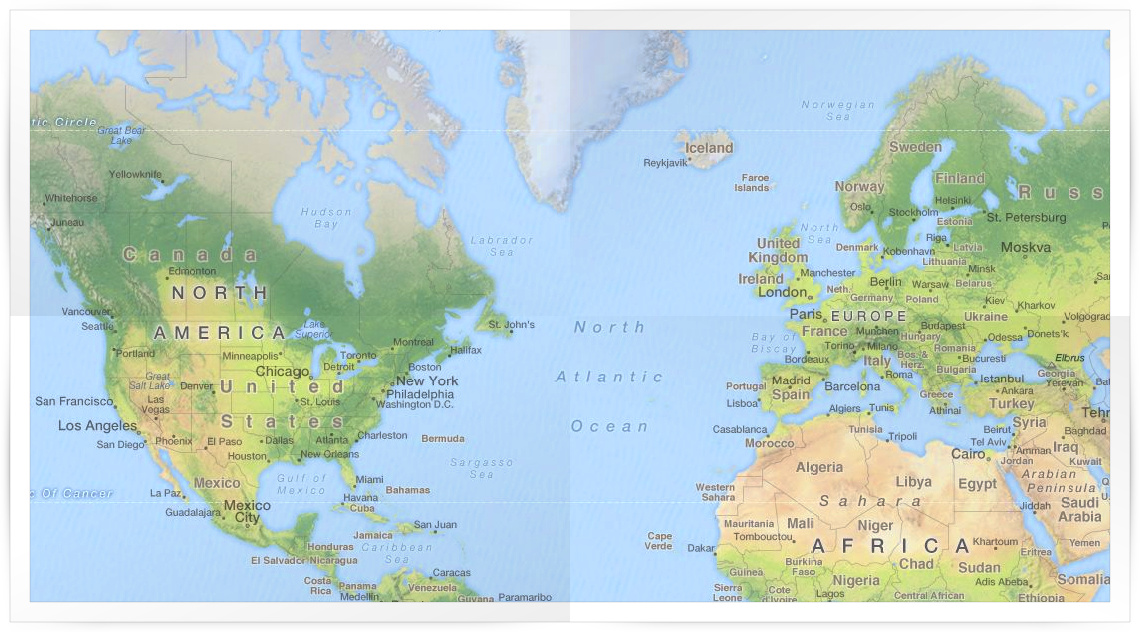 tic Circle
Great Bear
Lake
Yellowknife
Whitehorse
Juneau
Hudson
Bay
Labrador
Sea
Canada
Edmonton
NORTH
AMERICA
Vancouver
Seattle
Portland
Lake
Superior
Minneapolis
Chicago
Detroit
Toronto
Montreal
Halifax
St. John's
Boston
New York
Philadelphia
Washington D.C.
Great
Salt Lake
Denver
United
States
St. Louis
San Francisco
Las
Vegas
Los Angeles
San Diego
Phoenix
El Paso
Dallas
Atlanta
Charleston
Houston
New Orleans
Bermuda
Sargasso
Sea
Gulf of
Mexico
Miami
Bahamas
Havana
Cuba
c Of Cancer
La Paz
Mexico
Guadalajara
Mexico
City
San Juan
Jamaica
Caribbean
Sea
Honduras
El Salvador
Nicaragua
Costa
Rica
Panama
Medellin
Caracas
Venezuela
Guyana
Paramaribo
North
Atlantic
Ocean
Norwegian
Sea
Iceland
Reykjavik
Faroe
Islands
Sweden
Norway
Finland
Russ
Oslo
Stockholm
Helsinki
Estonia
St. Petersburg
North
Sea
Denmark
Kobenhavn
Riga
Latvia
Lithuania
Moskva
United
Kingdom
Ireland
Manchester
London
Neth.
Berlin
Germany
Warsaw
Poland
Minsk
Belarus
Paris
EUROPE
Kiev
Kharkov
Ukraine
Volgograd
France
Munchen
Budapest
Hungary
Donets'k
Odessa
Bay of
Biscay
Bordeaux
Torino
Milano
Italy
Bos. &
Herz.
Romania
Bucuresti
Bulgaria
Elbrus
Georgia
Yerevan
Portugal
Madrid
Spain
Barcelona
Roma
Istanbul
Ankara
Turkey
Greece
Athinai
Lisboa
Algiers
Tunis
Tunisia
Tripoli
Casablanca
Morocco
Syria
Tehr
Beirut
Baghdad
Tel Aviv
Amman
Iraq
Jordan
Kuwait
Cairo
Algeria
Libya
Egypt
Arabian
Peninsula
Western
Sahara
Sahara
Jiddah
Saudi
Arabia
Mauritania
Mali
Niger
Tombouctou
AFRICA
Khartoum
Yemen
Eritrea
Cape
Verde
Dakar
Burkina
Faso
Chad
Sudan
Guinea
Nigeria
Adis Abeba
Somalia
Sierra
Leone
Cote
Lagos
Central African
Ethiopia